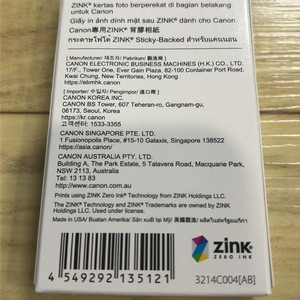 ZINK® kertas foto berperekat di bagian belakang
untuk Canon
Giấy in ảnh dính mặt sau ZINK® dành cho Canon
Canon專用ZINK® 背膠相紙
กระดาษโฟโต้ ZINK® Sticky-Backed สำหรับแคนนอน
[ Manufacturer/ 制造商/ Pabrikan/ 製造商 ]
CANON ELECTRONIC BUSINESS MACHINES (H.K.) CO., LTD.
17/F., Tower One, Ever Gain Plaza, 82-100 Container Port Road,
Kwai Chung, New Territories, Hong Kong
https://ebmhk.canon
[ Importer/ 수입자/ Pengimpor/ 進口商 ]
CANON KOREA INC.
CANON BS Tower, 607 Teheran-ro, Gangnam-gu,
06173, Seoul, Korea
https://kr.canon
고객지원: 1533-3355
CANON SINGAPORE PTE. LTD.
1 Fusionopolis Place, #15-10 Galaxis, Singapore 138522
https://asia.canon/
CANON AUSTRALIA PTY. LTD.
Building A, The Park Estate, 5 Talavera Road, Macquarie Park,
NSW 2113, Australia
Tel: 13 13 83
http://www.canon.com.au
Prints using ZINK Zero Ink® Technology from ZINK Holdings LLC.
The ZINK Technology and Trademarks are owned by ZINK Holdings LLC.
Used under License.
Made in USA/ Buatan Amerika/ Sản xuất tại Mỹ/ 美國製造/ ผลิตในสหรัฐอเมริกา
ZINK®
ZERO INK
4 549292 135121
3214C004[AB]